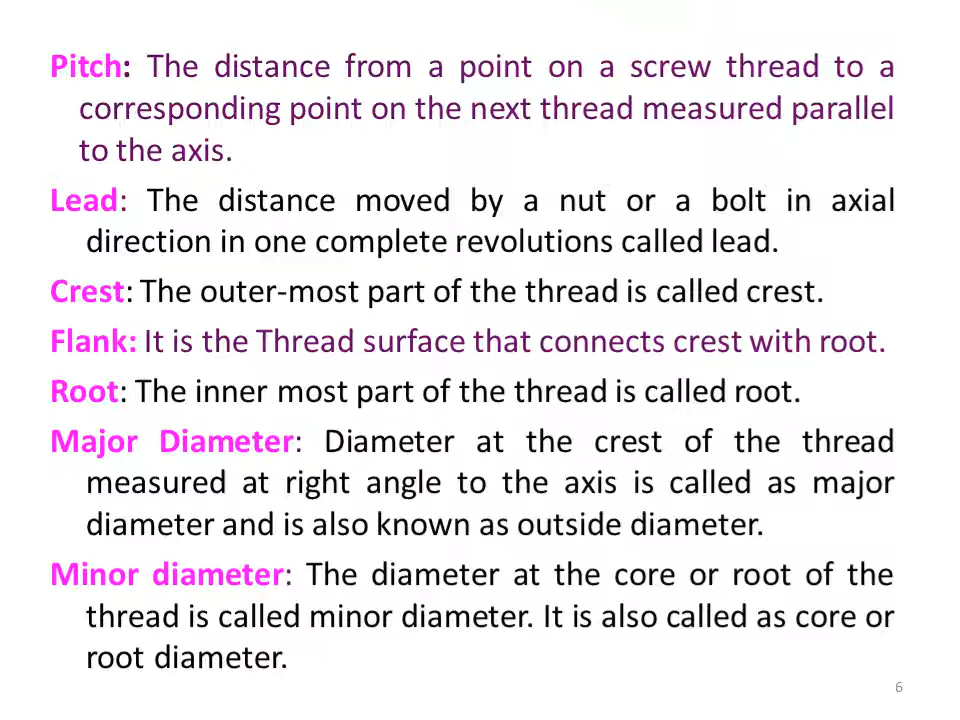 Pitch: The distance from a point on a screw thread to a
corresponding point on the next thread measured parallel
to the axis.
Lead: The distance moved by a nut or a bolt in axial
direction in one complete revolutions called lead.
Crest: The outer-most part of the thread is called crest.
Flank: It is the Thread surface that connects crest with root.
Root: The inner most part of the thread is called root.
Major Diameter: Diameter at the crest of the thread
measured at right angle to the axis is called as major
diameter and is also known as outside diameter.
Minor diameter: The diameter at the core or root of the
thread is called minor diameter. It is also called as core or
root diameter.
6